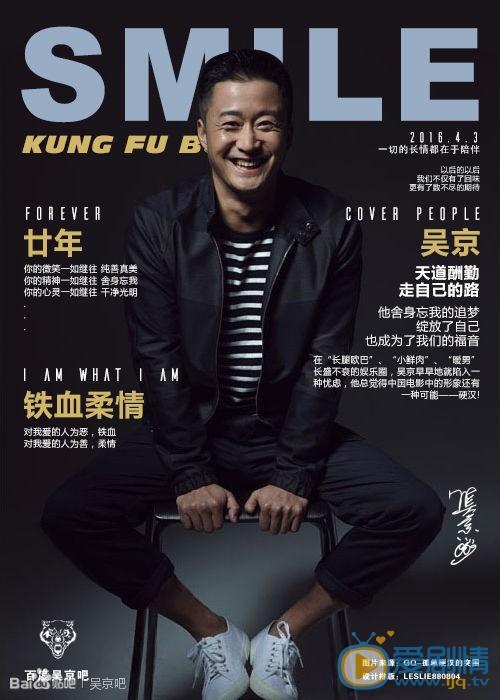 SMILE
KUNG FU B
2016.4.3
一切的长情都在于陪伴
以后的以后
我们不仅有了回味
更有了数不尽的期待
FOREVER
廿年
你的微笑一如继往 纯善真美
你的精神一如继往 舍身忘我
你的心灵一如继往 干净光明
.
.
.
COVER PEOPLE
吴京
天道酬勤
走自己的路
他舍身忘我的追梦
绽放了自己
也成为了我们的福音
在“长腿欧巴”、“小鲜肉”、“暖男”
长盛不衰的娱乐圈，吴京早早地就陷入一
种忧虑，他总觉得中国电影中的形象还有
一种可能——硬汉!
I AM WHAT I AM
铁血柔情
对我爱的人为恶，铁血
对我爱的人为善，柔情
吴京
百度吴京吧
Bai 贴吧 | 吴京吧
设计排版：LESLIE880804
爱剧情
ijq.tv